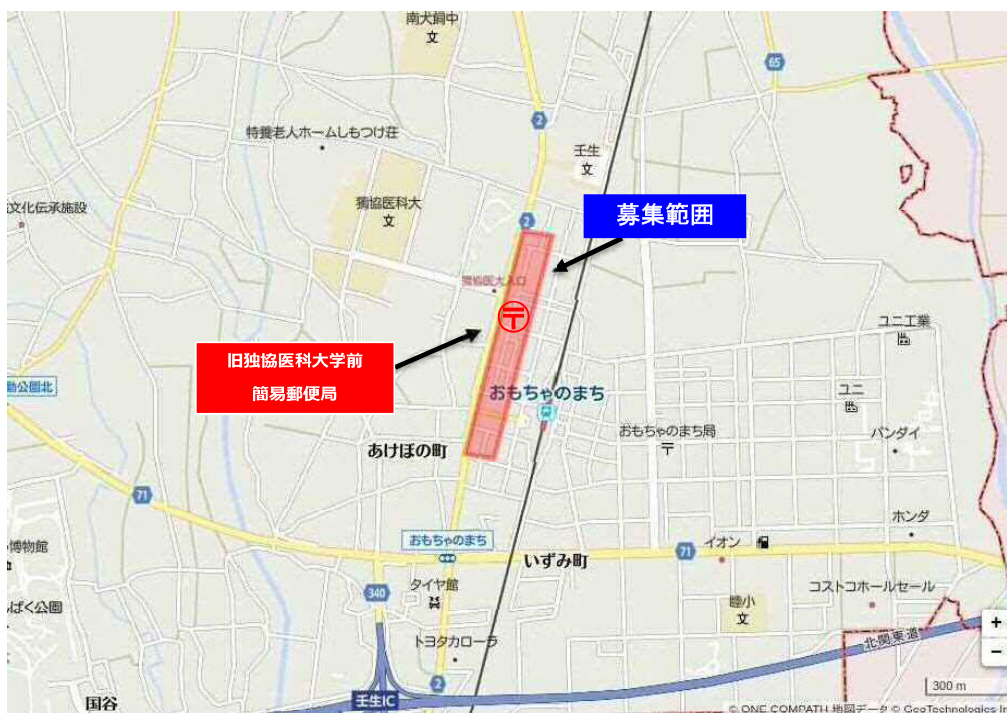 南犬飼中
文
65
2
特養老人ホームしもつけ荘
壬生
文
獨協医科大
文
文化伝承施設
2
募集範囲
獨協医大入口
〒
ユニ工業
旧独協医科大学前
簡易郵便局
動公園北
おもちゃのまち
ユニ
バンダイ
おもちゃのまち局
〒
あけぼの町
71
ホンダ
おもちゃのまち
いずみ町
71
イオン
博物館
340
タイヤ館
コストコホールセール
ぱく公園
睦小
文
トヨタカローラ
北関東道
+
−
2
300 m
壬生IC
国谷
© ONE COMPATH 地図データ © GeoTechnologies In